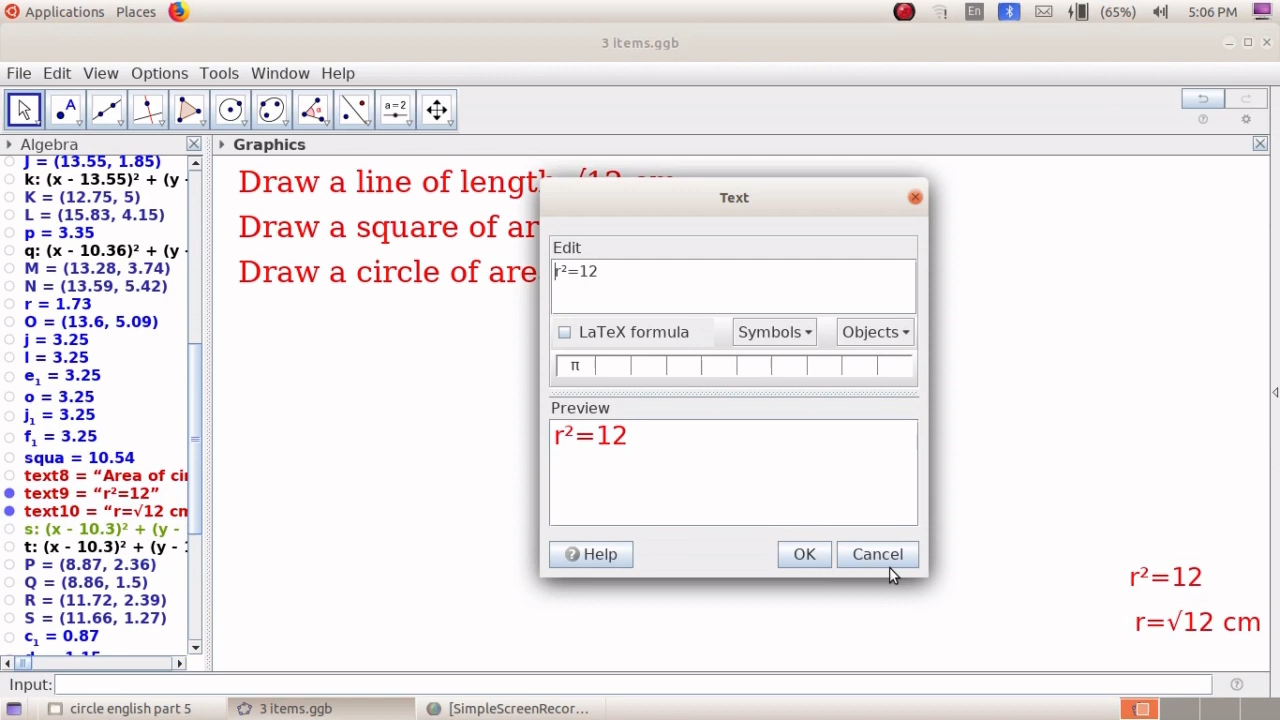 Applications Places En (65%) 5:06 PM
3 items.ggb
File Edit View Options Tools Window Help
A a=2
Algebra
Graphics
J = (13.55, 1.85)
k: (x - 13.55)² + (y -
K = (12.75, 5)
L = (15.83, 4.15)
p = 3.35
q: (x - 10.36)² + (y -
M = (13.28, 3.74)
N = (13.59, 5.42)
r = 1.73
O = (13.6, 5.09)
j = 3.25
l = 3.25
e₁ = 3.25
o = 3.25
j₁ = 3.25
f₁ = 3.25
squa = 10.54
text8 = “Area of cir
text9 = “r²=12”
text10 = “r=√12 cm
s: (x - 10.3)² + (y -
t: (x - 10.3)² + (y - 1
P = (8.87, 2.36)
Q = (8.86, 1.5)
R = (11.72, 2.39)
S = (11.66, 1.27)
c₁ = 0.87
Draw a line of length √12 cm
Draw a square of ar
Draw a circle of are
Text
Edit
r²=12
LaTeX formula Symbols Objects
π
Preview
r²=12
Help OK Cancel
r²=12
r=√12 cm
Input:
circle english part 5 3 items.ggb [SimpleScreenRecor...